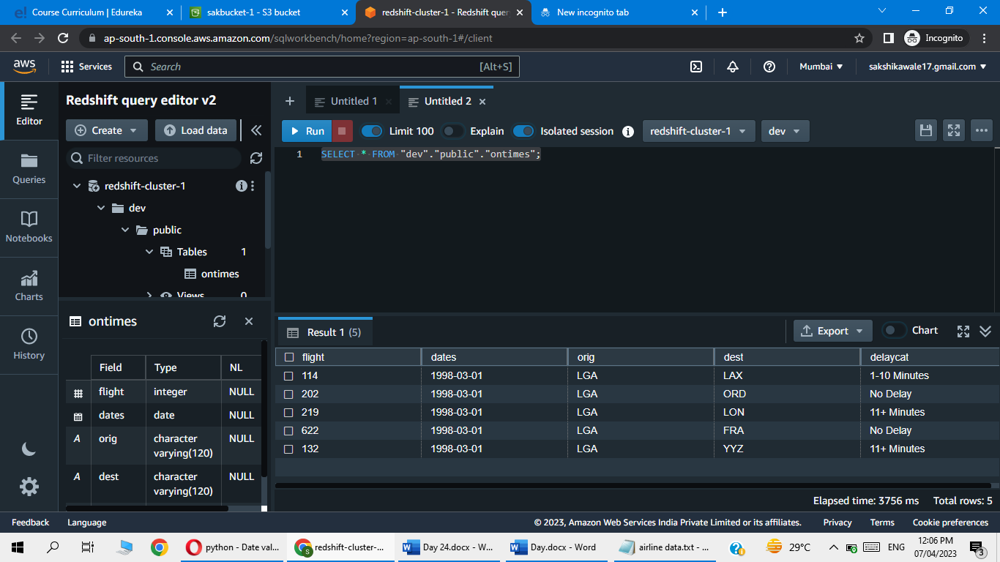 Course Curriculum | Edureka
sakbucket-1 - S3 bucket
redshift-cluster-1 - Redshift quer
New incognito tab
ap-south-1.console.aws.amazon.com/sqlworkbench/home?region=ap-south-1#/client
Incognito
aws
Services
Search
[Alt+S]
Mumbai
sakshikawale17.gmail.com
Editor
Queries
Notebooks
Charts
History
Redshift query editor v2
Create
Load data
Filter resources
redshift-cluster-1
dev
public
Tables 1
ontimes
Views 0
ontimes
Field Type NL
flight integer NULL
dates date NULL
A orig character NULL
varying(120)
A dest character NULL
varying(120)
Untitled 1
Untitled 2
Run
Limit 100
Explain
Isolated session
redshift-cluster-1
dev
1 SELECT * FROM "dev"."public"."ontimes";
Result 1 (5)
Export
Chart
flight dates orig dest delaycat
114 1998-03-01 LGA LAX 1-10 Minutes
202 1998-03-01 LGA ORD No Delay
219 1998-03-01 LGA LON 11+ Minutes
622 1998-03-01 LGA FRA No Delay
132 1998-03-01 LGA YYZ 11+ Minutes
Elapsed time: 3756 ms Total rows: 5
Feedback Language
© 2023, Amazon Web Services India Private Limited or its affiliates. Privacy Terms Cookie preferences
python - Date val...
redshift-cluster-...
Day 24.docx - W...
Day.docx - Word
airline data.txt - ...
29°C
ENG
12:06 PM
07/04/2023
3